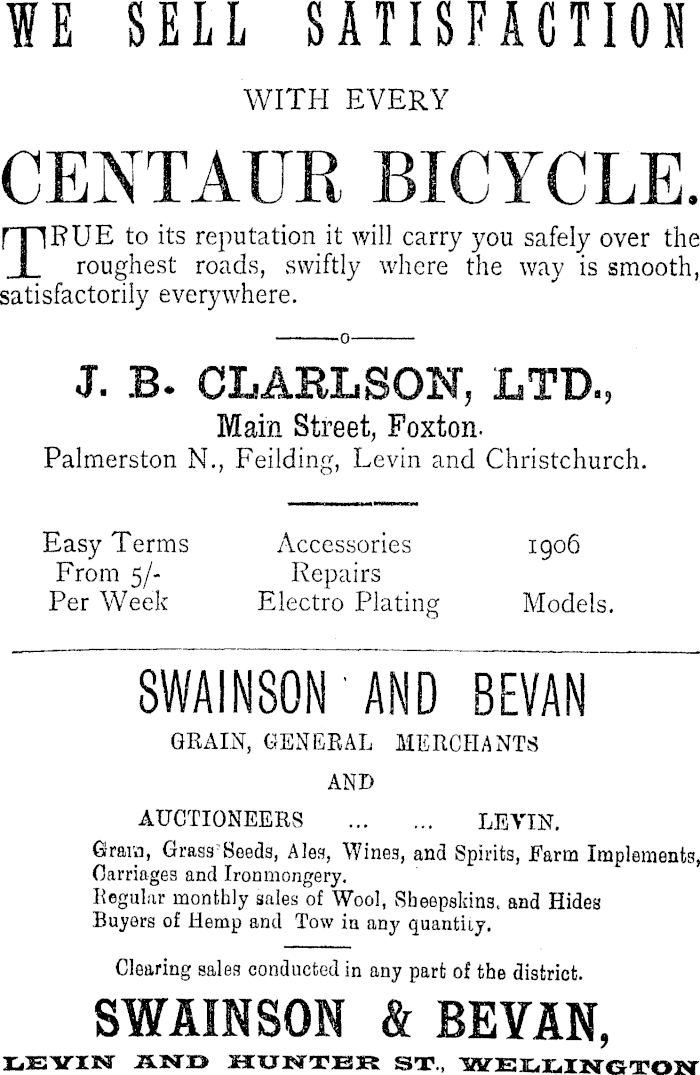 WE SELL SATISFACTION
WITH EVERY
CENTAUR BICYCLE.
TRUE to its reputation it will carry you safely over the
roughest roads, swiftly where the way is smooth,
satisfactorily everywhere.
J. B. CLARLSON, LTD.,
Main Street, Foxton.
Palmerston N., Feilding, Levin and Christchurch.
Easy Terms Accessories 1906
From 5/- Repairs
Per Week Electro Plating Models.
SWAINSON AND BEVAN
GRAIN, GENERAL MERCHANTS
AND
AUCTIONEERS ... ... LEVIN.
Grain, Grass Seeds, Ales, Wines, and Spirits, Farm Implements,
Carriages and Ironmongery.
Regular monthly sales of Wool, Sheepskins, and Hides
Buyers of Hemp and Tow in any quantity.
Clearing sales conducted in any part of the district.
SWAINSON & BEVAN,
LEVIN AND HUNTER ST., WELLINGTON